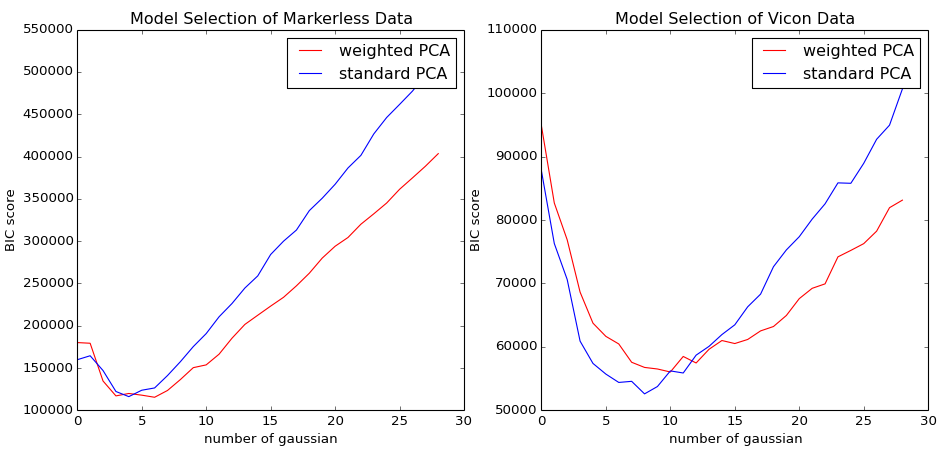 Model Selection of Markerless Data
550000
500000
450000
400000
350000
300000
250000
200000
150000
100000
BIC score
weighted PCA
standard PCA
0 5 10 15 20 25 30
number of gaussian
Model Selection of Vicon Data
110000
100000
90000
80000
70000
60000
50000
BIC score
weighted PCA
standard PCA
0 5 10 15 20 25 30
number of gaussian